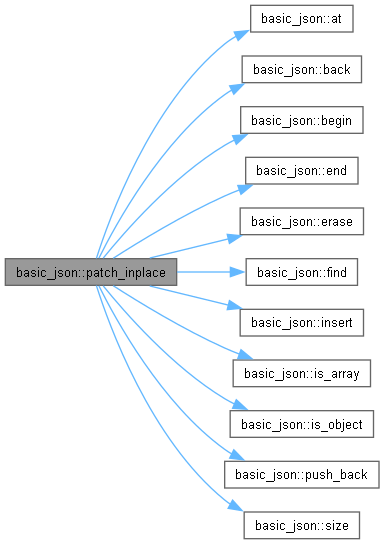 basic_json::at
basic_json::back
basic_json::begin
basic_json::end
basic_json::erase
basic_json::patch_inplace
basic_json::find
basic_json::insert
basic_json::is_array
basic_json::is_object
basic_json::push_back
basic_json::size